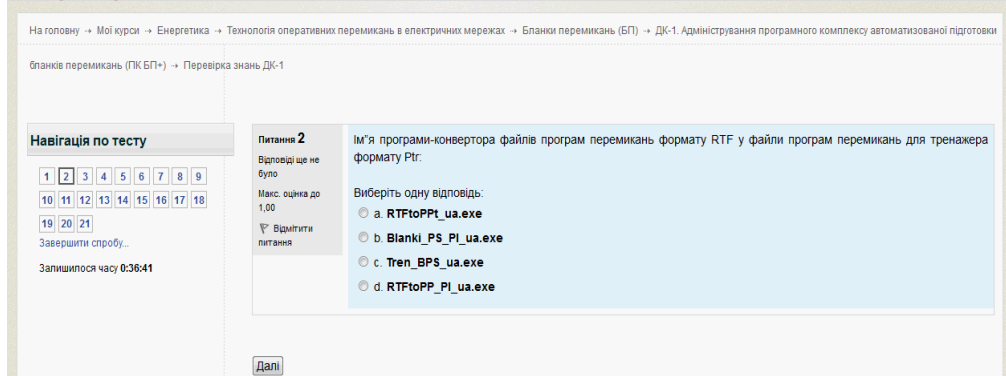 На головну → Мої курси → Енергетика → Технологія оперативних перемикань в електричних мережах → Бланки перемикань (БП) → ДК-1. Адміністрування програмного комплексу автоматизованої підготовки
бланків перемикань (ПК БП+) → Перевірка знань ДК-1
Навігація по тесту
1 2 3 4 5 6 7 8 9
10 11 12 13 14 15 16 17 18
19 20 21
Завершити спробу...
Залишилося часу 0:36:41
Питання 2
Відповіді ще не
було
Макс. оцінка до
1,00
Відмітити
питання
Ім"я програми-конвертора файлів програм перемикань формату RTF у файли програм перемикань для тренажера
формату Ptr:
Виберіть одну відповідь:
a. RTFtoPPt_ua.exe
b. Blanki_PS_PI_ua.exe
c. Tren_BPS_ua.exe
d. RTFtoPP_PI_ua.exe
Далі